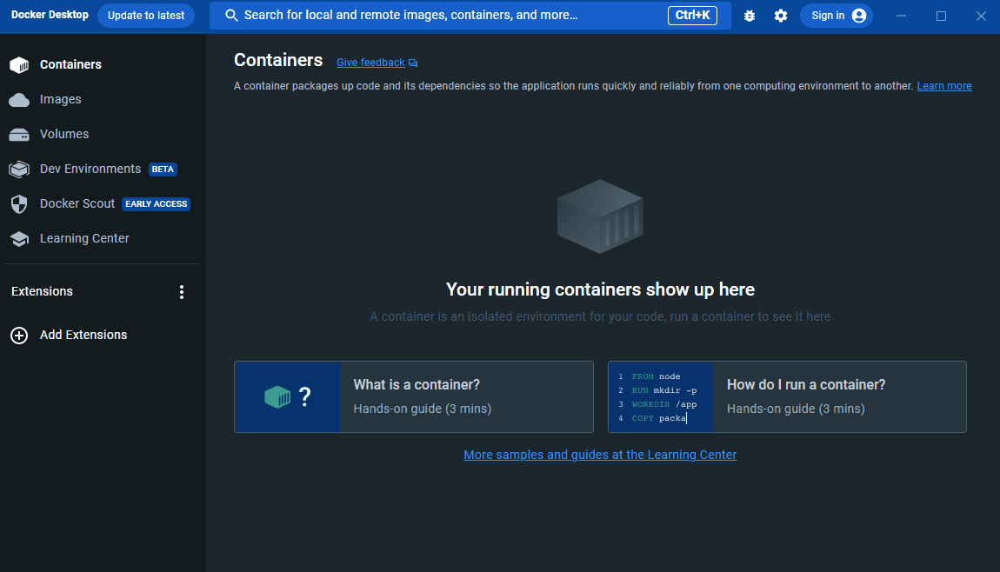 Docker Desktop Update to latest Search for local and remote images, containers, and more... Ctrl+K Sign in
Containers
Images
Volumes
Dev Environments BETA
Docker Scout EARLY ACCESS
Learning Center
Extensions
Add Extensions
Containers Give feedback
A container packages up code and its dependencies so the application runs quickly and reliably from one computing environment to another. Learn more
Your running containers show up here
A container is an isolated environment for your code, run a container to see it here
?
What is a container?
Hands-on guide (3 mins)
1 FROM node
2 RUN mkdir -p
3 WORKDIR /app
4 COPY packa
How do I run a container?
Hands-on guide (3 mins)
More samples and guides at the Learning Center